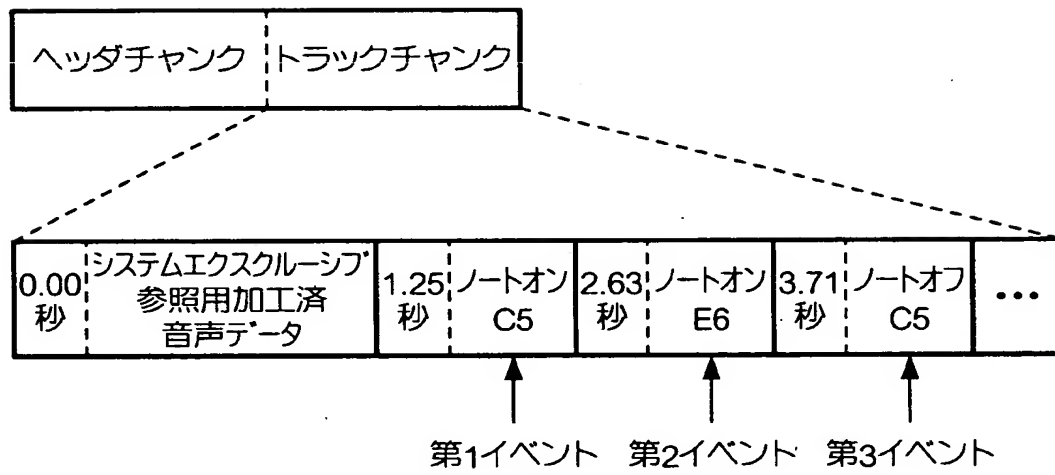 ヘッダチャンク
トラックチャンク
0.00
秒
システムエクスクルーシブ
参照用加工済
音声データ
1.25
秒
ノートオン
C5
2.63
秒
ノートオン
E6
3.71
秒
ノートオフ
C5
•••
第1イベント
第2イベント
第3イベント